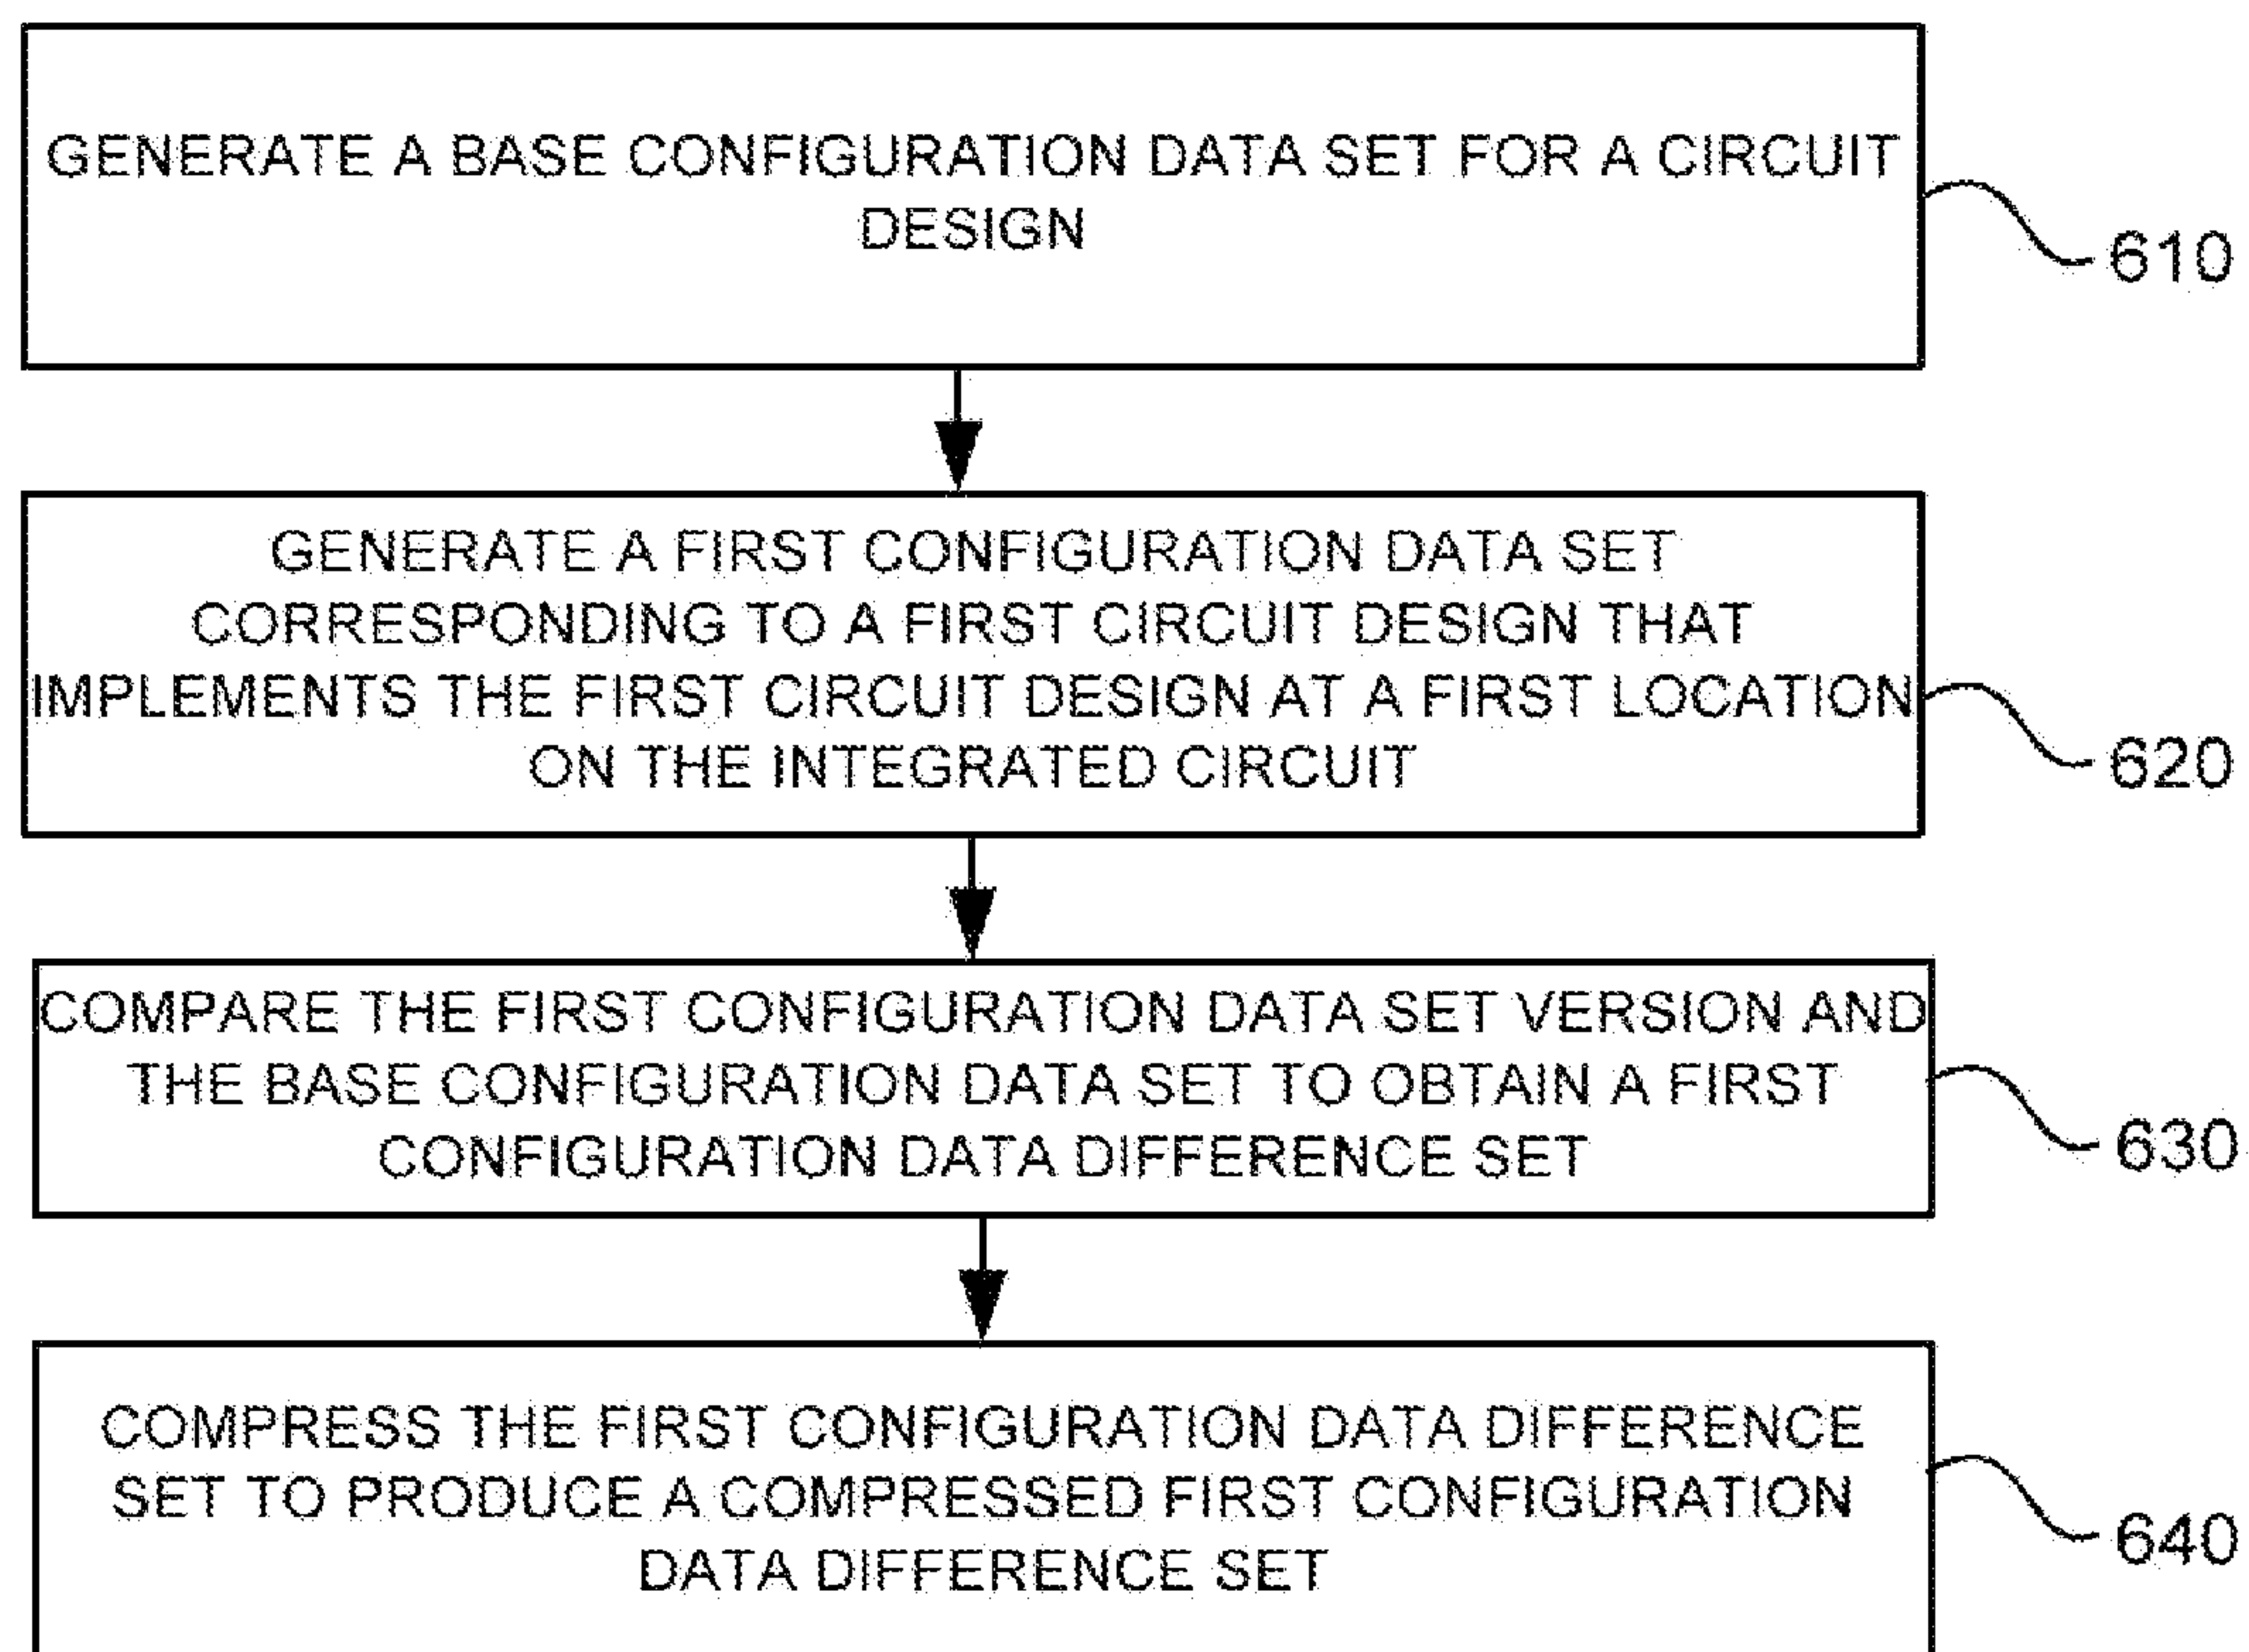 GENERATE A BASE CONFIGURATION DATA SET FOR A CIRCUIT
DESIGN
610
GENERATE A FIRST CONFIGURATION DATA SET
CORRESPONDING TO A FIRST CIRCUIT DESIGN THAT
IMPLEMENTS THE FIRST CIRCUIT DESIGN AT A FIRST LOCATION
ON THE INTEGRATED CIRCUIT
620
COMPARE THE FIRST CONFIGURATION DATA SET VERSION AND
THE BASE CONFIGURATION DATA SET TO OBTAIN A FIRST
CONFIGURATION DATA DIFFERENCE SET
630
COMPRESS THE FIRST CONFIGURATION DATA DIFFERENCE
SET TO PRODUCE A COMPRESSED FIRST CONFIGURATION
DATA DIFFERENCE SET
640